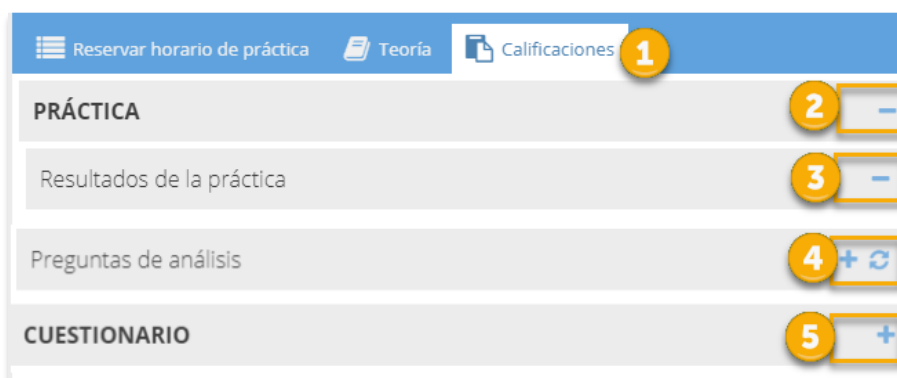 Reservar horario de práctica Teoría Calificaciones 1
PRÁCTICA 2 −
Resultados de la práctica 3 −
Preguntas de análisis 4 +
CUESTIONARIO 5 +